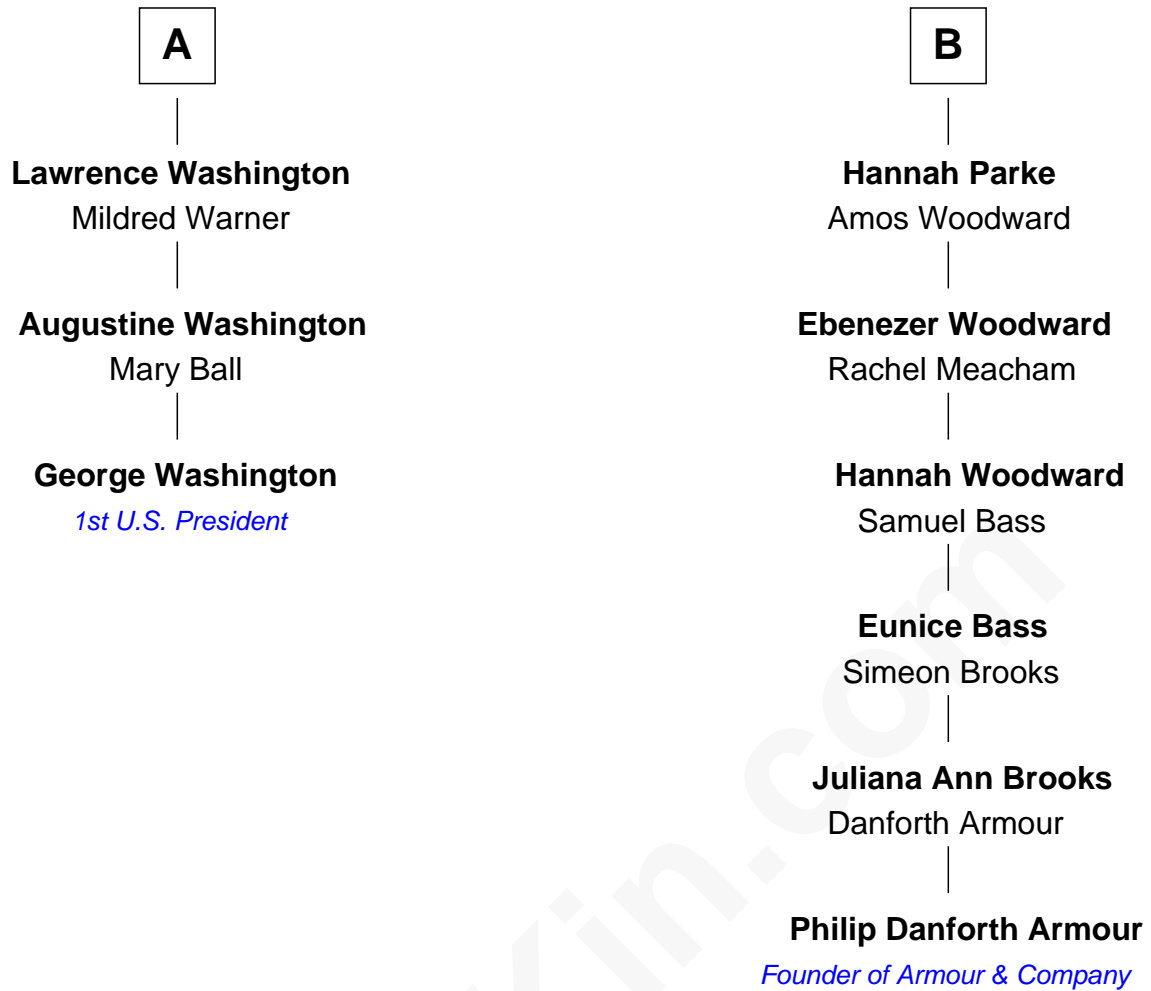 A
Lawrence Washington
Mildred Warner
Augustine Washington
Mary Ball
George Washington
1st U.S. President
B
Hannah Parke
Amos Woodward
Ebenezer Woodward
Rachel Meacham
Hannah Woodward
Samuel Bass
Eunice Bass
Simeon Brooks
Juliana Ann Brooks
Danforth Armour
Philip Danforth Armour
Founder of Armour & Company
Kin.com